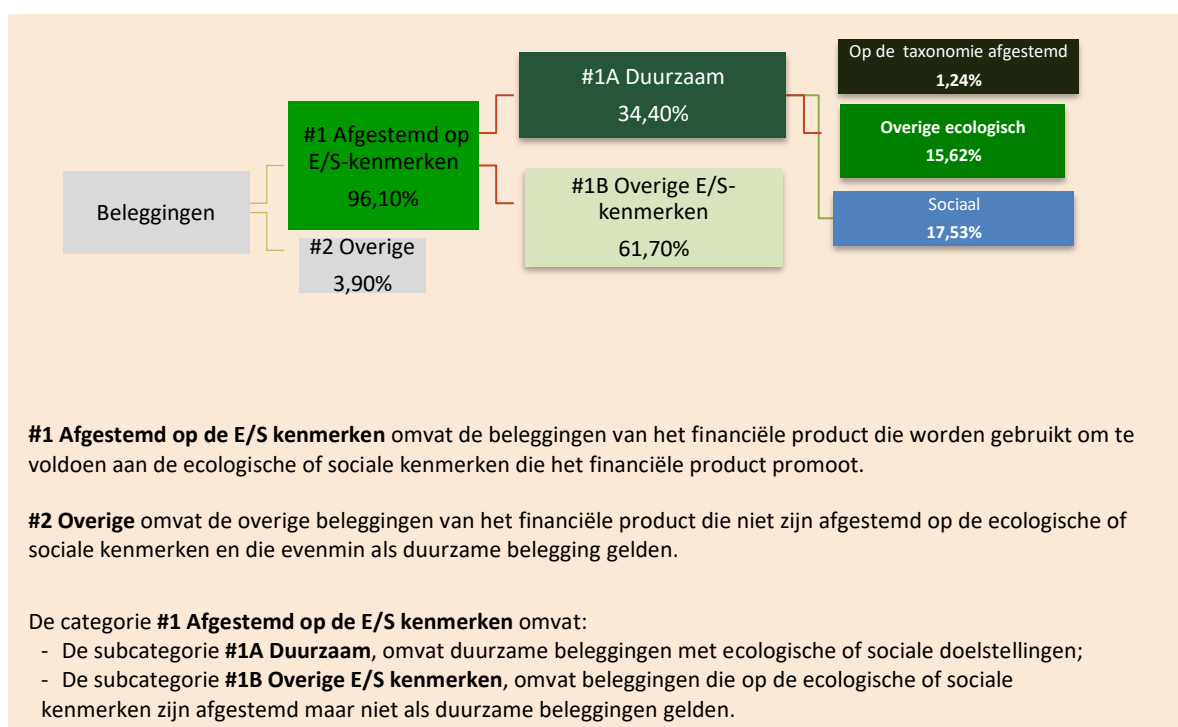 Beleggingen
#1 Afgestemd op
E/S-kenmerken
96,10%
#2 Overige
3,90%
#1A Duurzaam
34,40%
#1B Overige E/S-
kenmerken
61,70%
Op de taxonomie afgestemd
1,24%
Overige ecologisch
15,62%
Sociaal
17,53%
#1 Afgestemd op de E/S kenmerken omvat de beleggingen van het financiële product die worden gebruikt om te
voldoen aan de ecologische of sociale kenmerken die het financiële product promoot.
#2 Overige omvat de overige beleggingen van het financiële product die niet zijn afgestemd op de ecologische of
sociale kenmerken en die evenmin als duurzame belegging gelden.
De categorie #1 Afgestemd op de E/S kenmerken omvat:
- De subcategorie #1A Duurzaam, omvat duurzame beleggingen met ecologische of sociale doelstellingen;
- De subcategorie #1B Overige E/S kenmerken, omvat beleggingen die op de ecologische of sociale
kenmerken zijn afgestemd maar niet als duurzame beleggingen gelden.